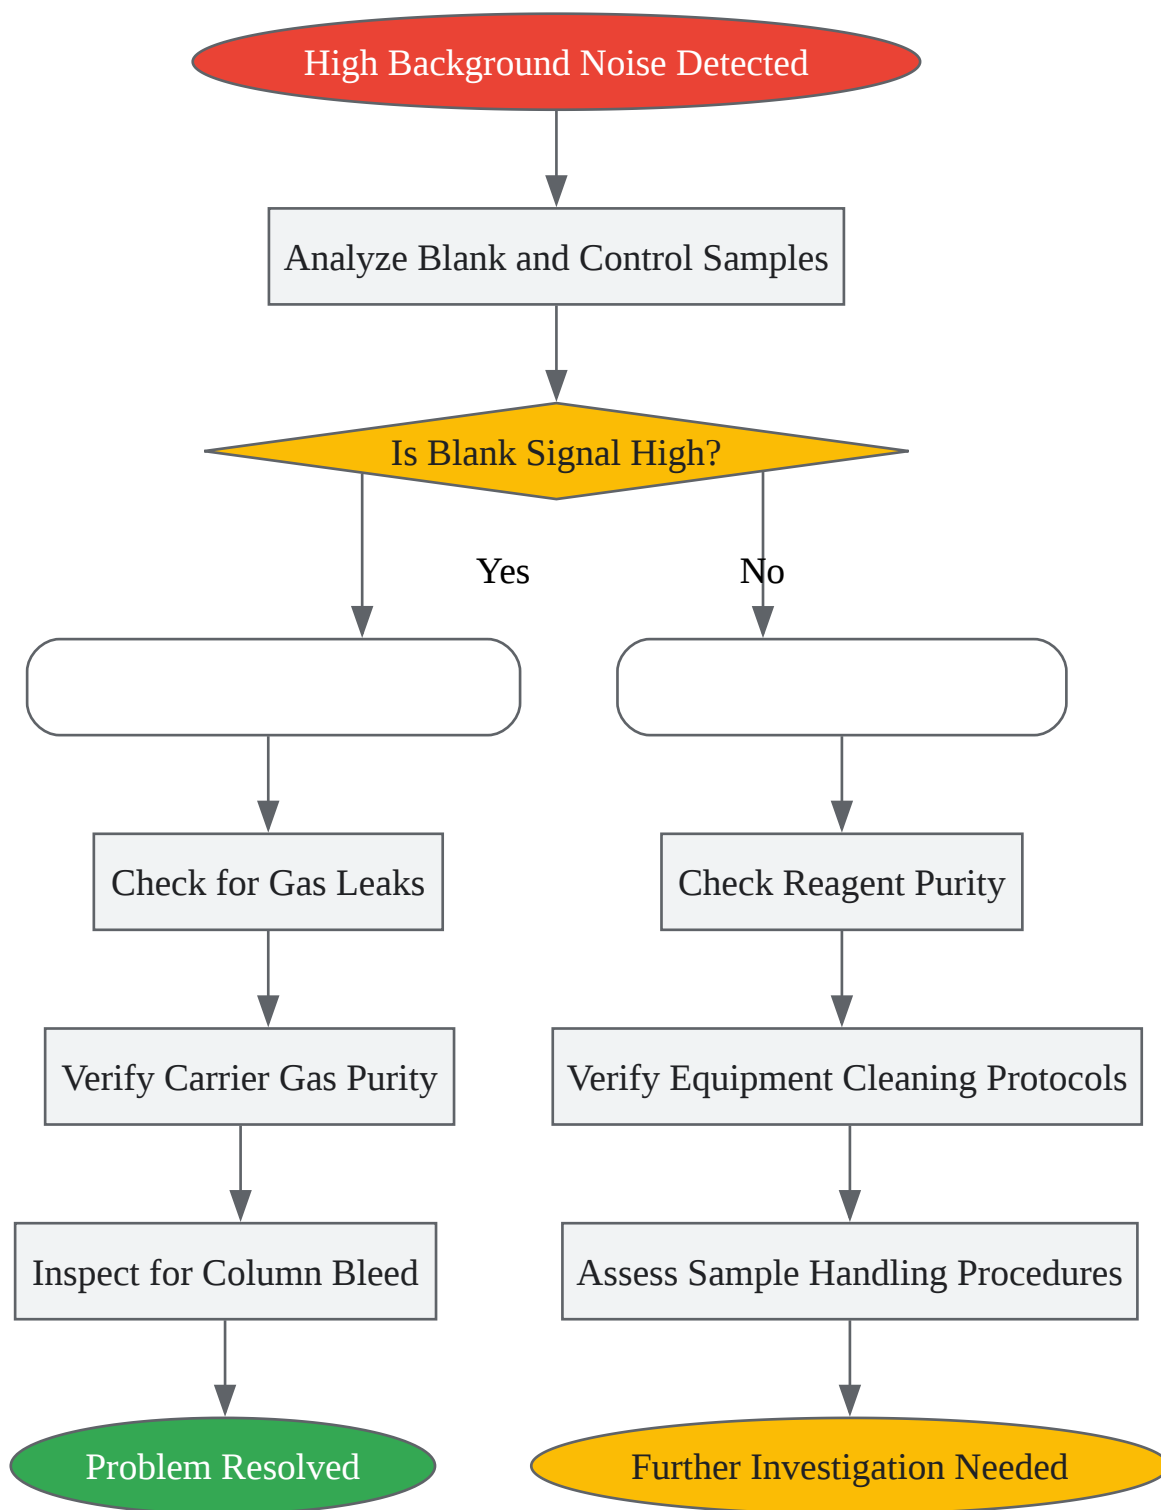 High Background Noise Detected
Analyze Blank and Control Samples
Is Blank Signal High?
Yes
No
Check for Gas Leaks
Check Reagent Purity
Verify Carrier Gas Purity
Verify Equipment Cleaning Protocols
Inspect for Column Bleed
Assess Sample Handling Procedures
Problem Resolved
Further Investigation Needed